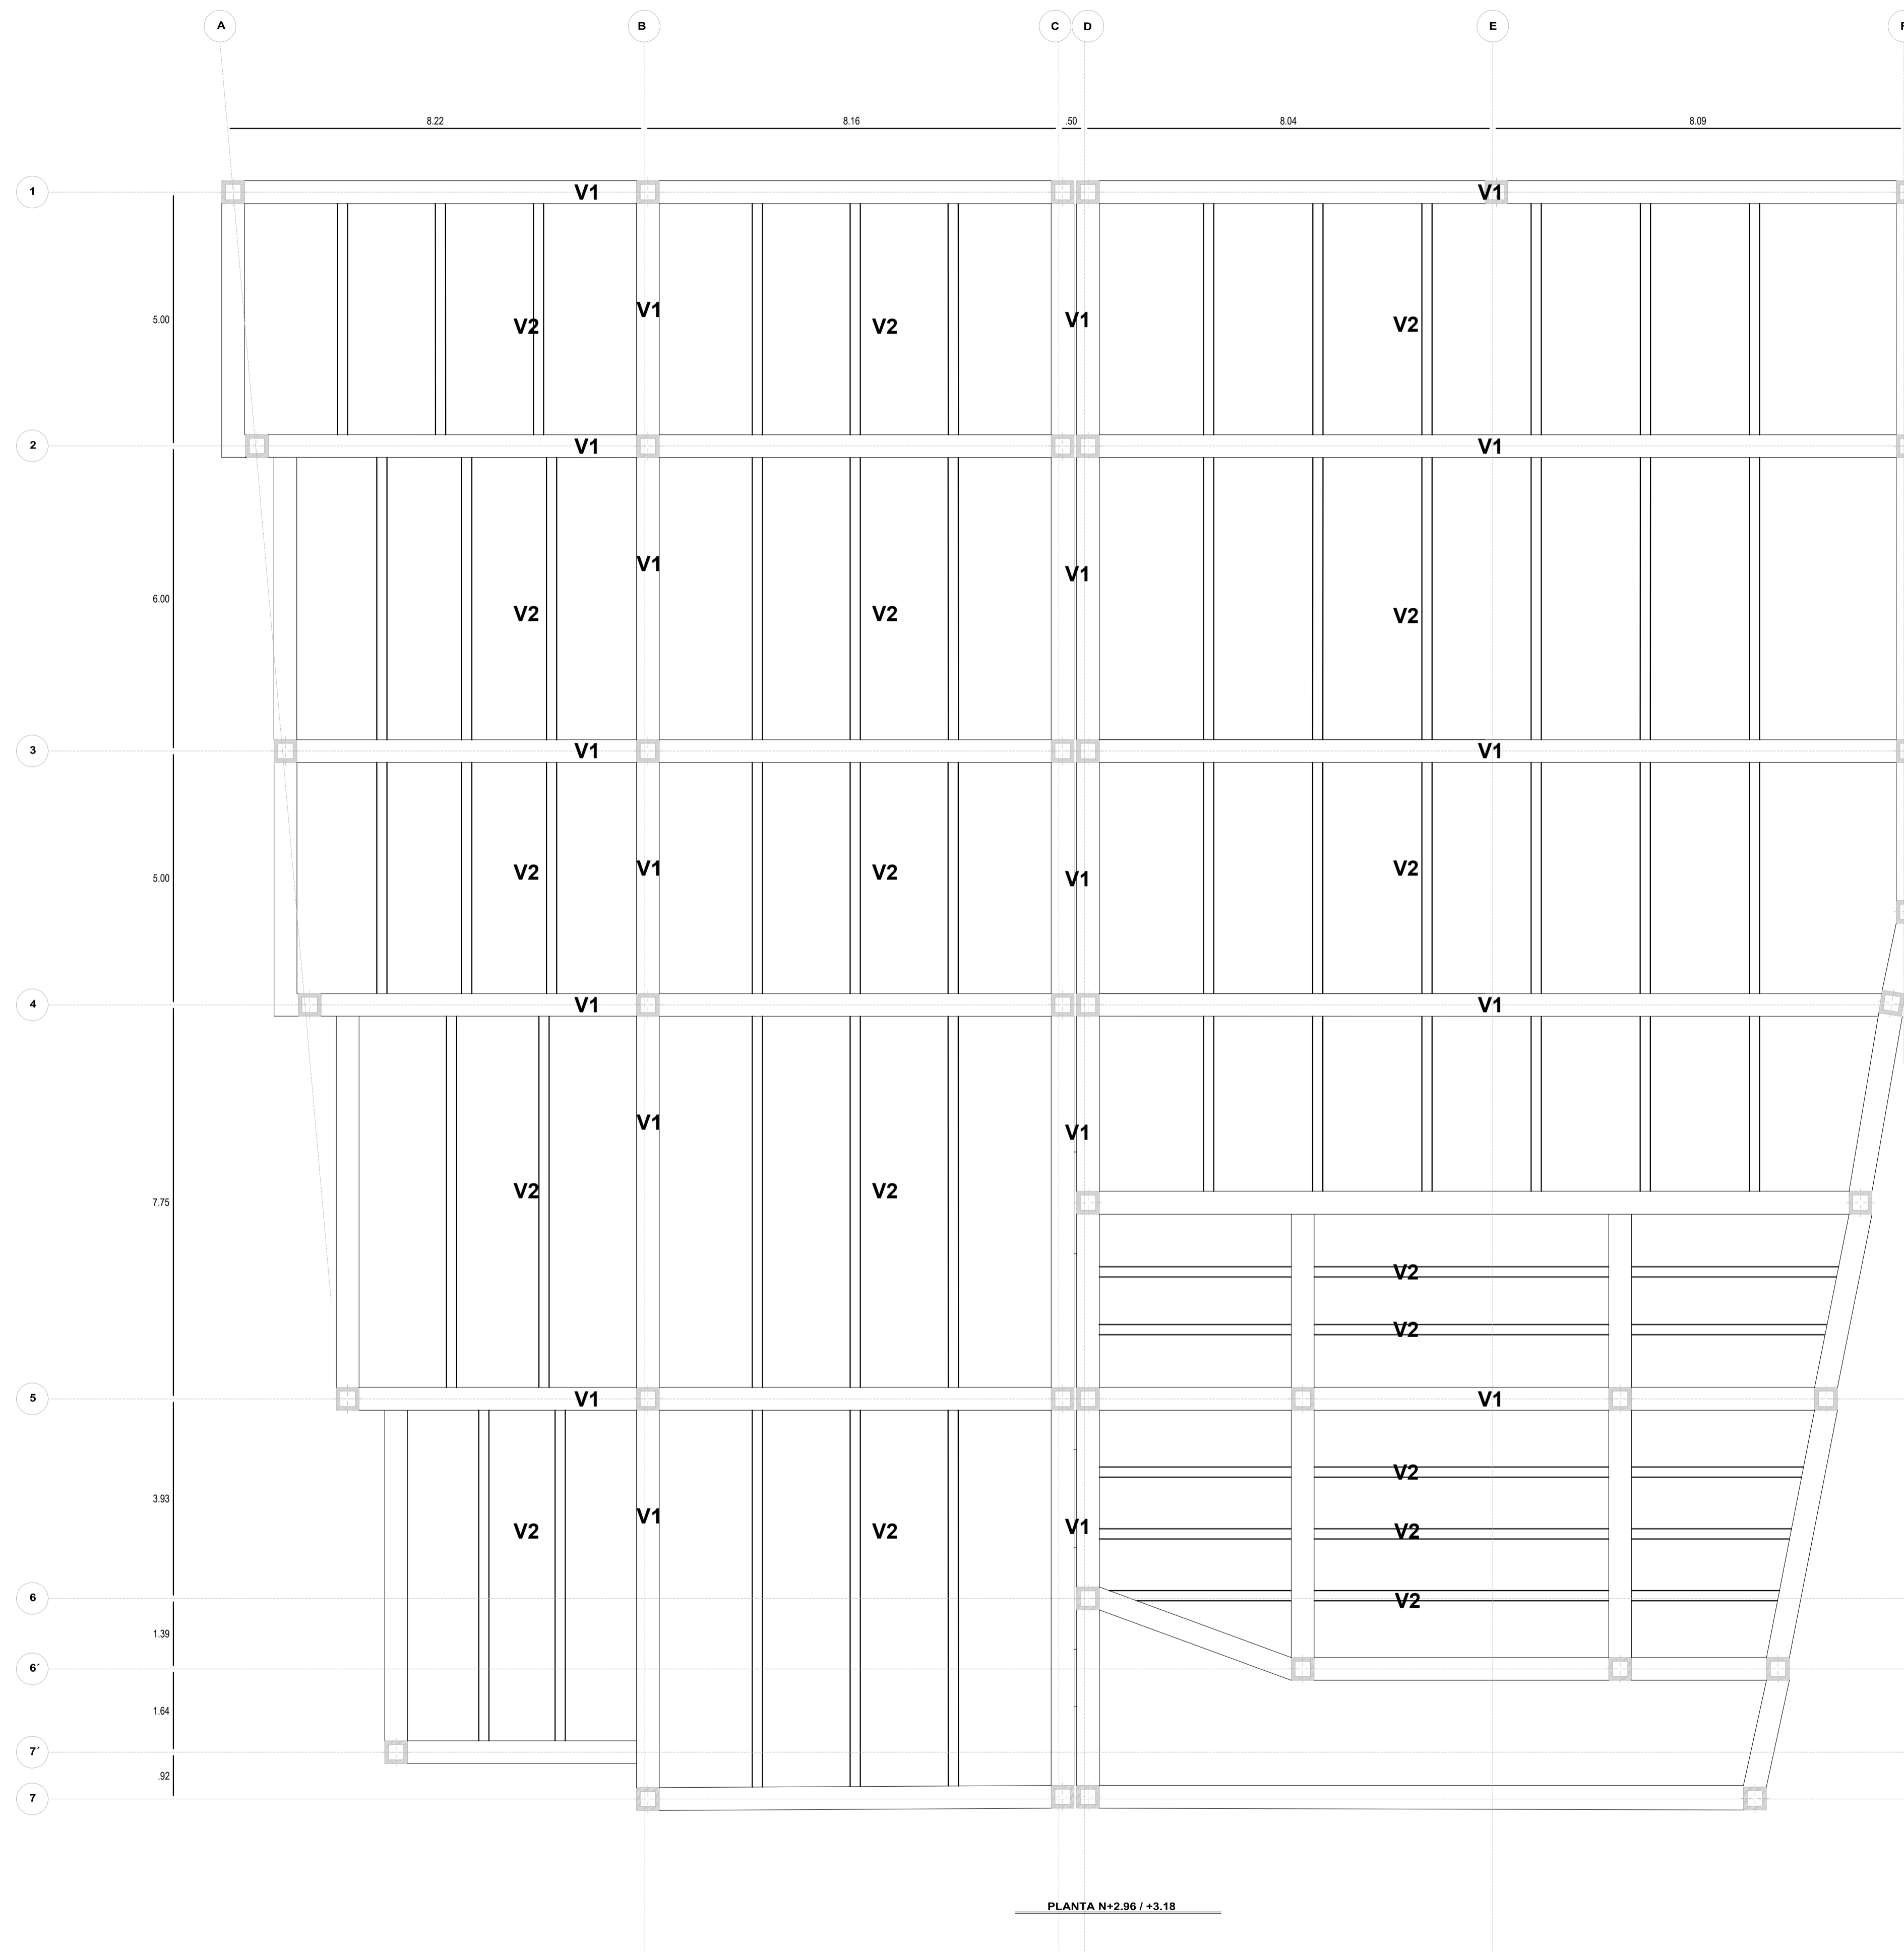 A B C D E F
8.22 8.16 .50 8.04 8.09
1 V1 V1
5.00 V2 V1 V2 V1 V2
2 V1 V1
V1 V1
6.00 V2 V2 V2
3 V1 V1
5.00 V2 V1 V2 V1 V2
4 V1 V1
V1 V1
7.75 V2 V2
V2
V2
5 V1 V1
V2
3.93 V1 V1
V2 V2 V2
6 V2
1.39
6´
1.64
7´
.92
7
PLANTA N+2.96 / +3.18